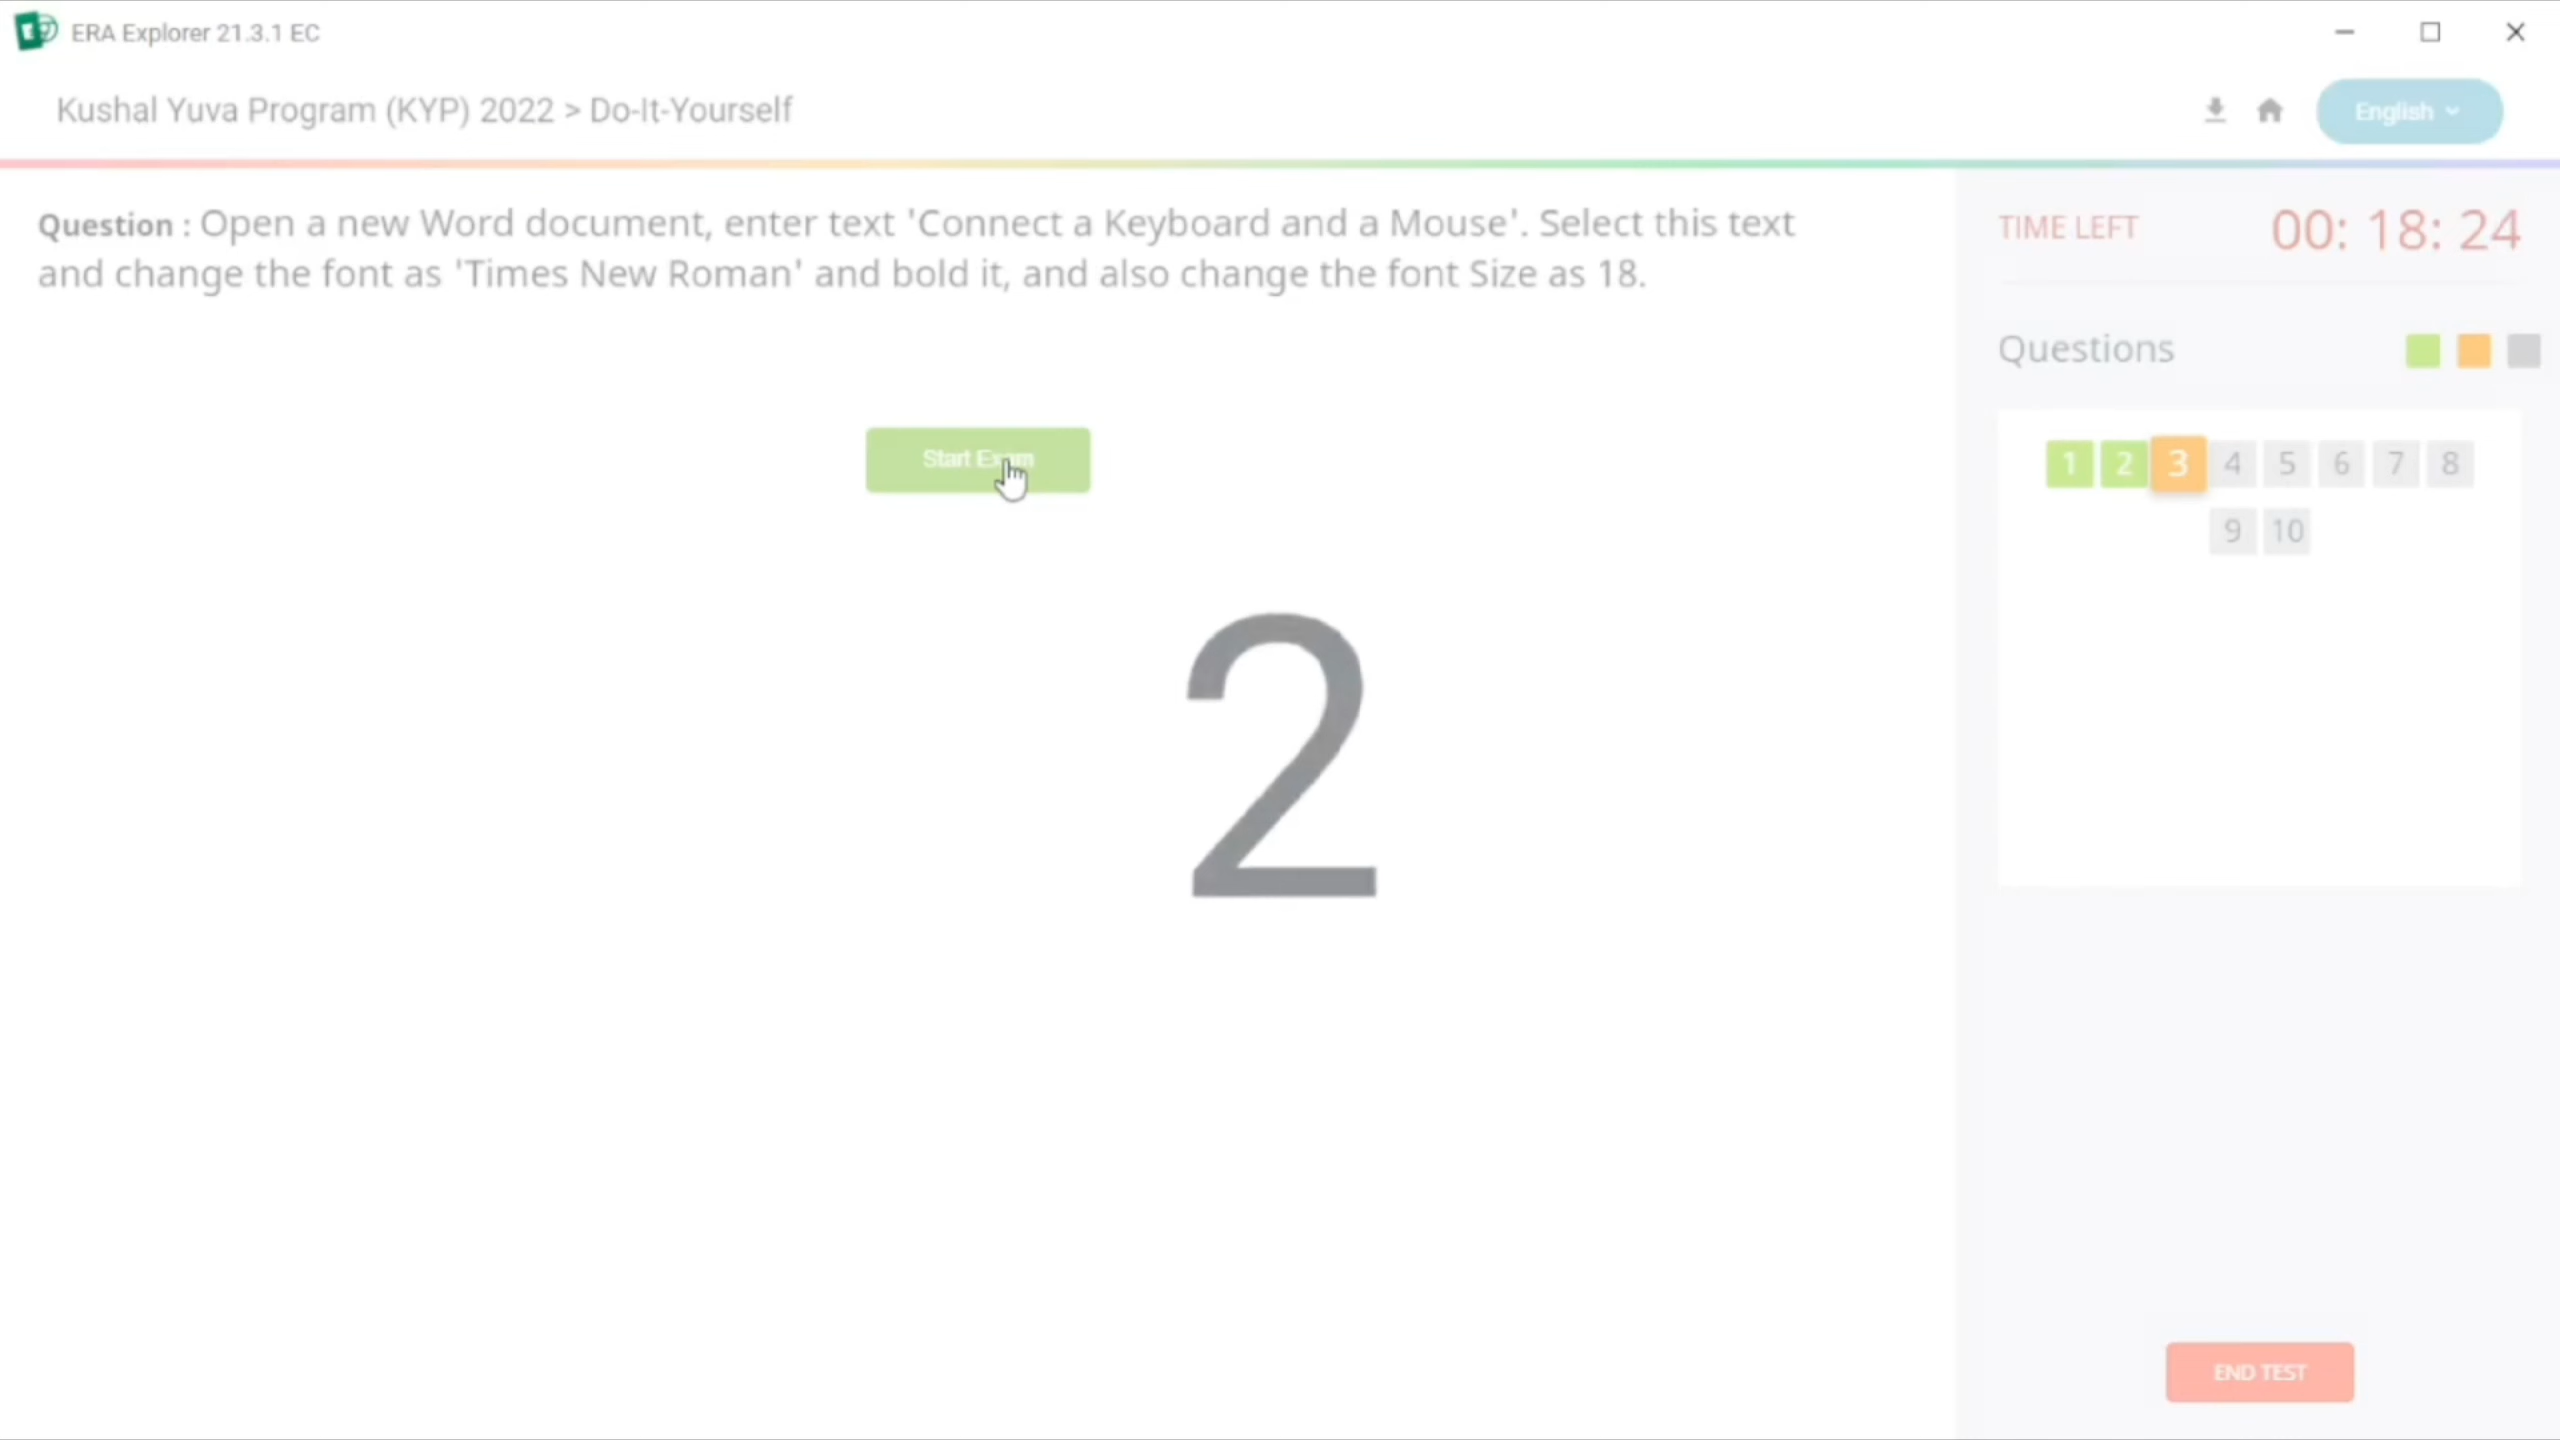 ERA Explorer 21.3.1 EC
Kushal Yuva Program (KYP) 2022 > Do-It-Yourself
English
Question : Open a new Word document, enter text 'Connect a Keyboard and a Mouse'. Select this text
and change the font as 'Times New Roman' and bold it, and also change the font Size as 18.
TIME LEFT 00: 18: 24
Questions
Start Exam
1 2 3 4 5 6 7 8
9 10
2
END TEST